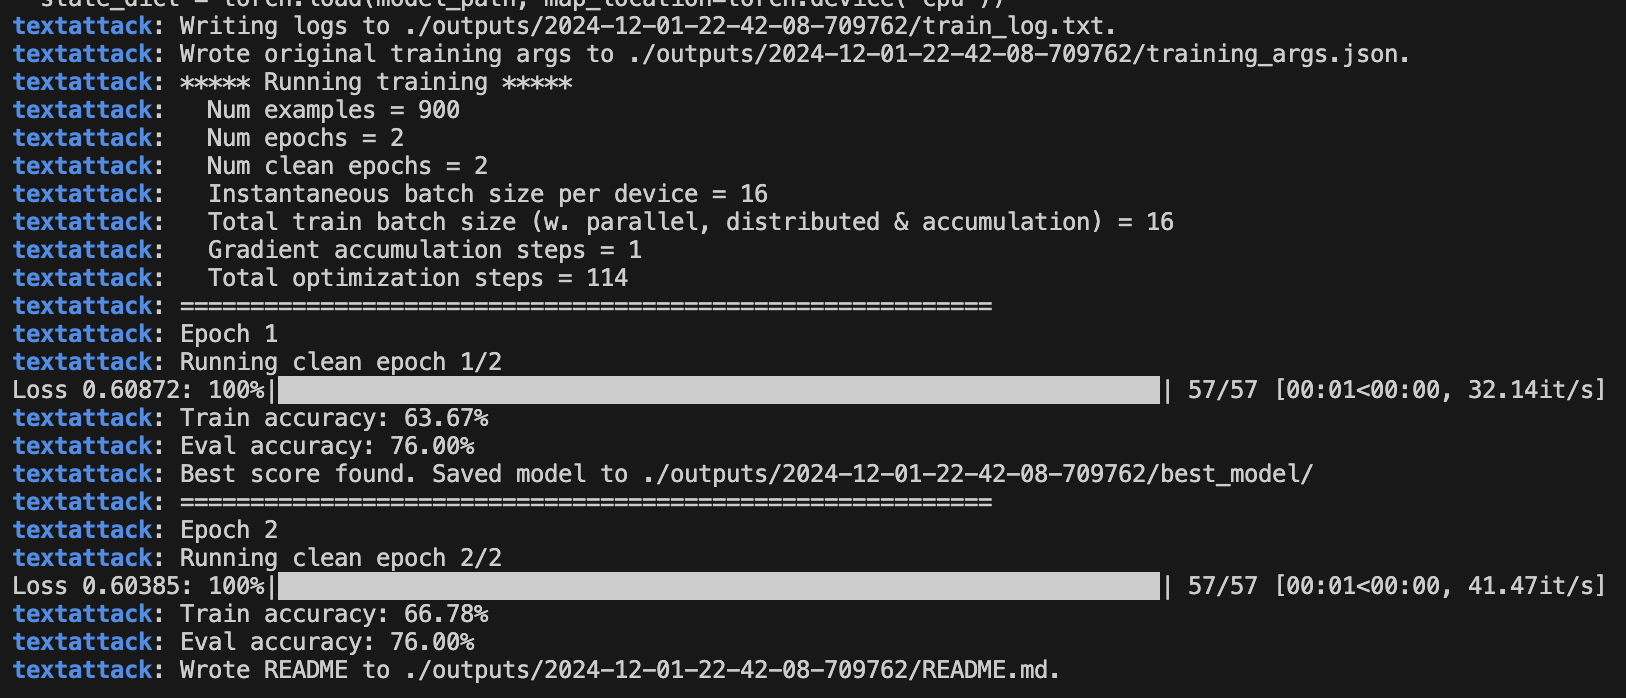 state_dict = torch.load(model_path, map_location=torch.device('cpu'))
textattack: Writing logs to ./outputs/2024-12-01-22-42-08-709762/train_log.txt.
textattack: Wrote original training args to ./outputs/2024-12-01-22-42-08-709762/training_args.json.
textattack: ***** Running training *****
textattack:   Num examples = 900
textattack:   Num epochs = 2
textattack:   Num clean epochs = 2
textattack:   Instantaneous batch size per device = 16
textattack:   Total train batch size (w. parallel, distributed & accumulation) = 16
textattack:   Gradient accumulation steps = 1
textattack:   Total optimization steps = 114
textattack: ==========================================================
textattack: Epoch 1
textattack: Running clean epoch 1/2
Loss 0.60872: 100%|███████████████████████████████████████████████████████████████| 57/57 [00:01<00:00, 32.14it/s]
textattack: Train accuracy: 63.67%
textattack: Eval accuracy: 76.00%
textattack: Best score found. Saved model to ./outputs/2024-12-01-22-42-08-709762/best_model/
textattack: ==========================================================
textattack: Epoch 2
textattack: Running clean epoch 2/2
Loss 0.60385: 100%|███████████████████████████████████████████████████████████████| 57/57 [00:01<00:00, 41.47it/s]
textattack: Train accuracy: 66.78%
textattack: Eval accuracy: 76.00%
textattack: Wrote README to ./outputs/2024-12-01-22-42-08-709762/README.md.